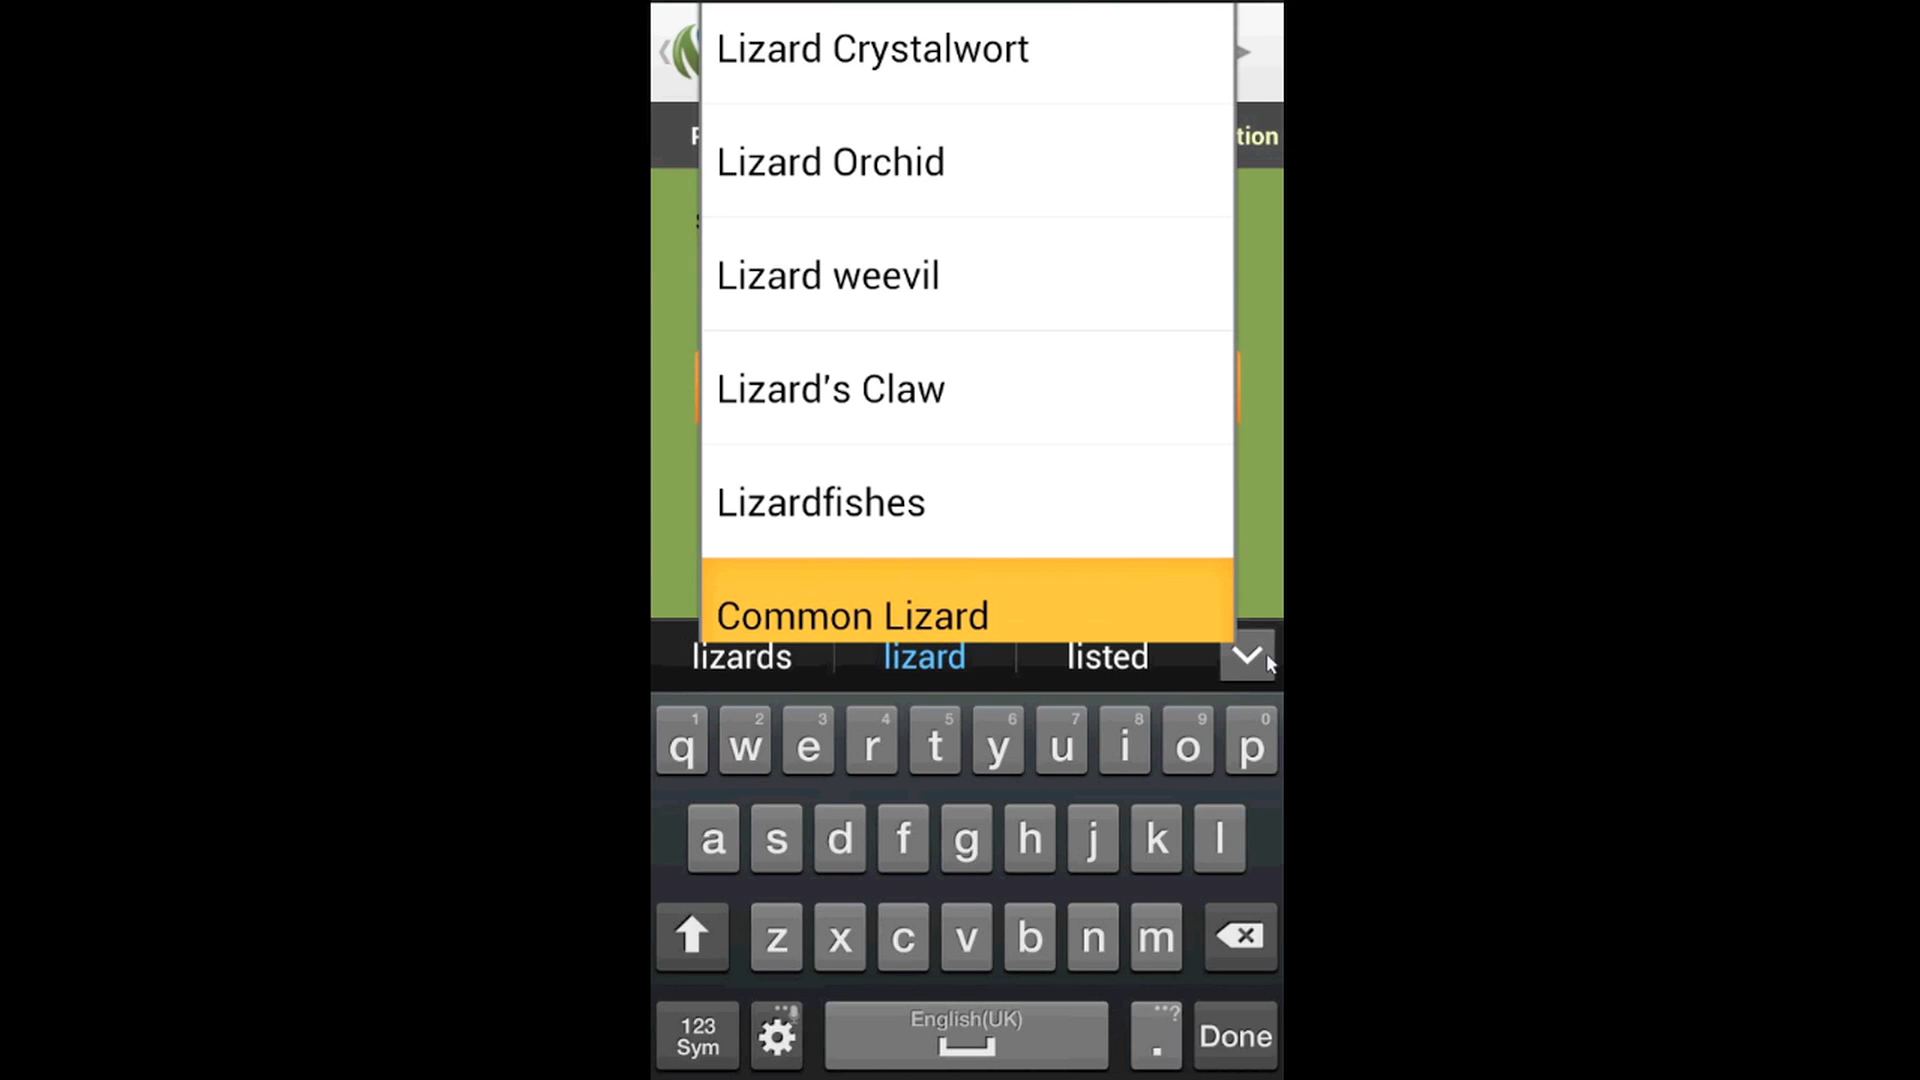 Lizard Crystalwort
tion
Lizard Orchid
Lizard weevil
Lizard's Claw
Lizardfishes
Common Lizard
lizards lizard listed
1 2 3 4 5 6 7 8 9 0
q w e r t y u i o p
a s d f g h j k l
z x c v b n m
123
Sym
English(UK)
...?
.
Done